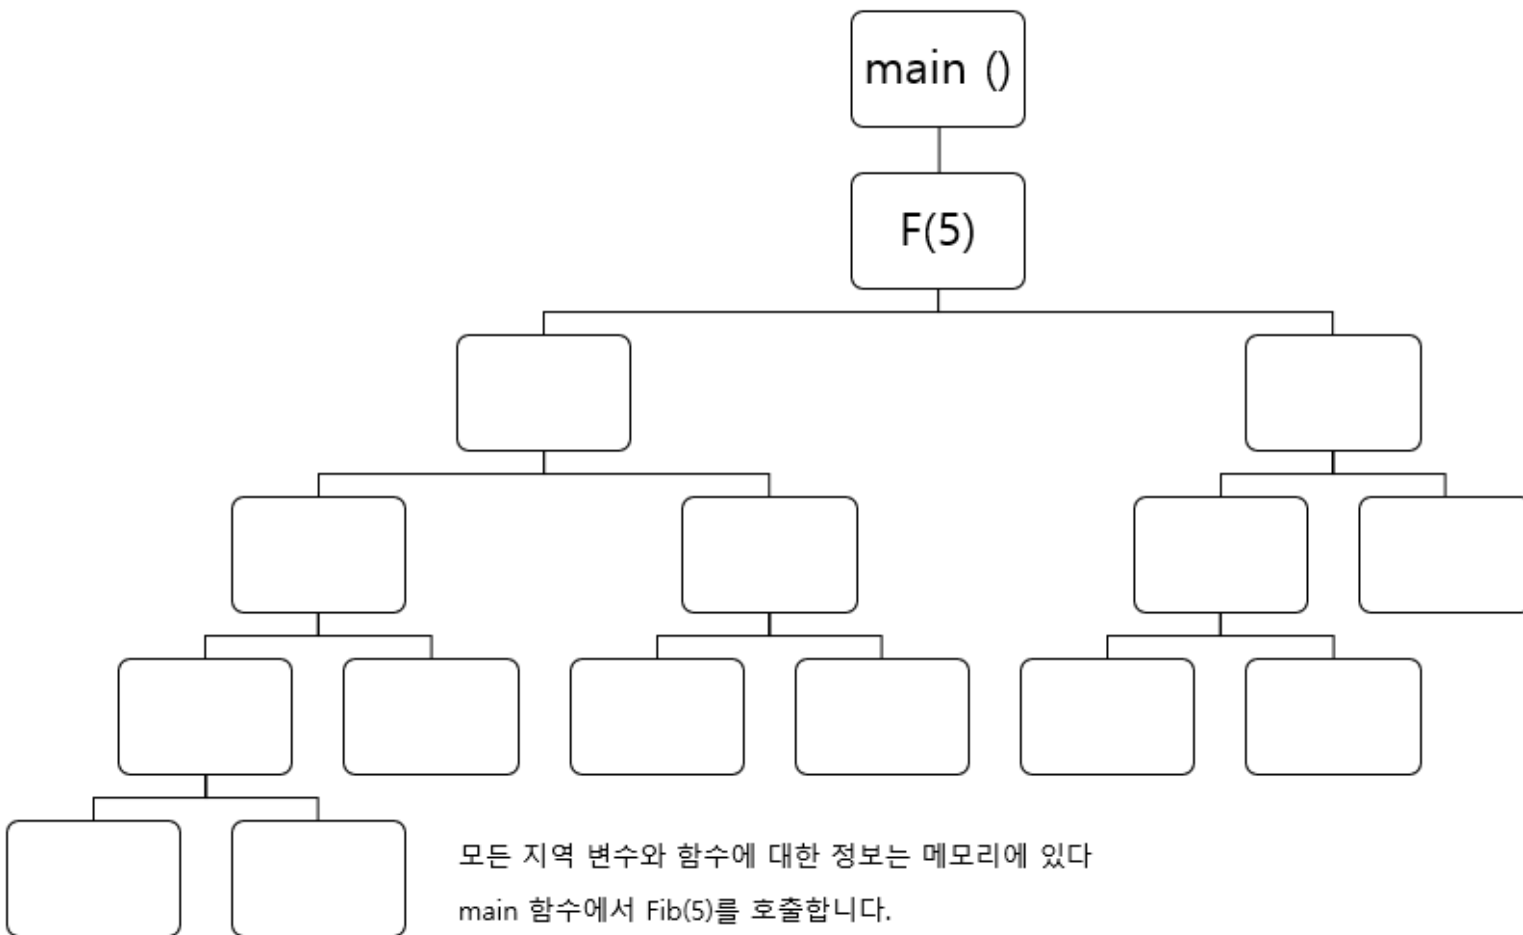 main ()
F(5)
모든 지역 변수와 함수에 대한 정보는 메모리에 있다
main 함수에서 Fib(5)를 호출합니다.